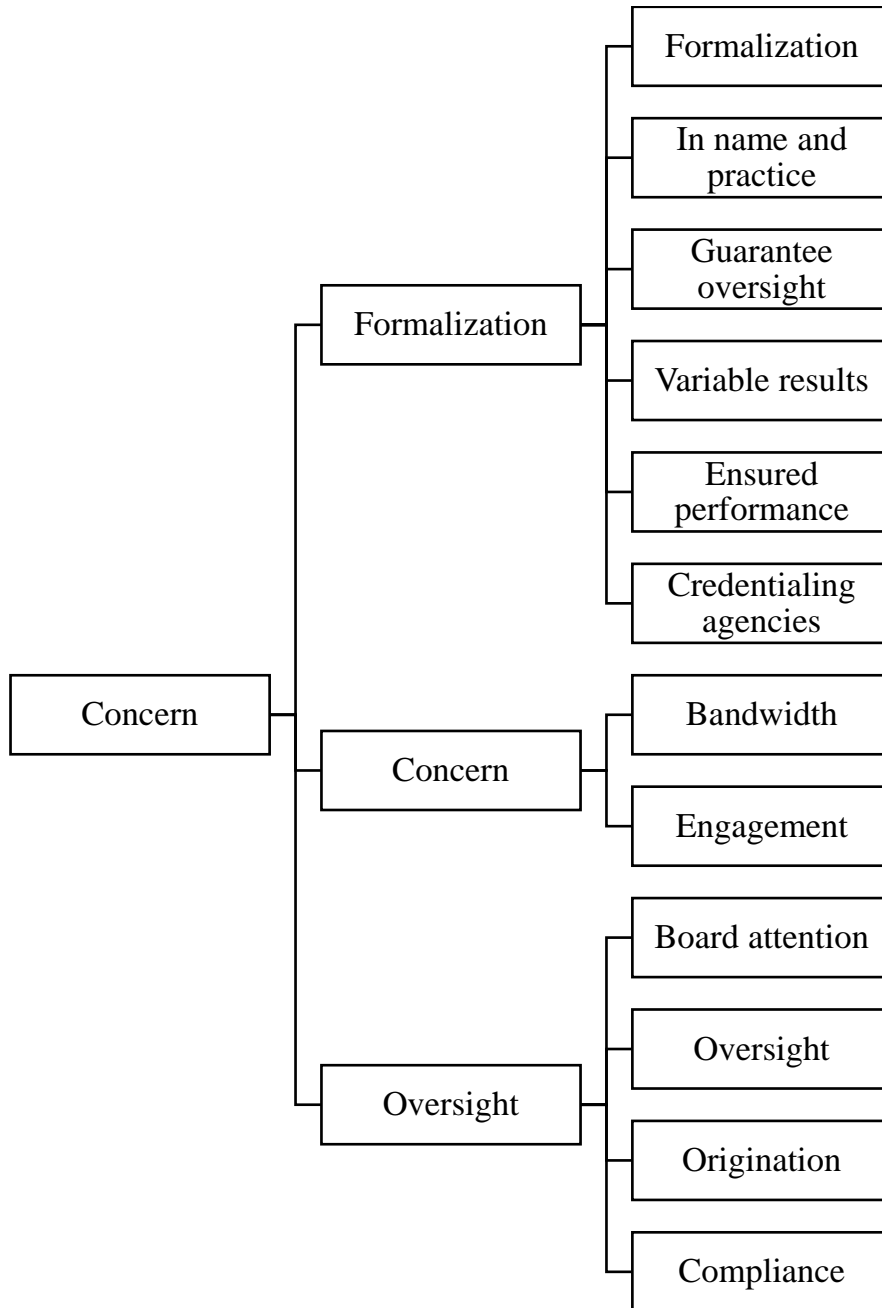 Formalization
In name and
practice
Guarantee
oversight
Formalization
Variable results
Ensured
performance
Credentialing
agencies
Concern
Bandwidth
Concern
Engagement
Board attention
Oversight
Oversight
Origination
Compliance